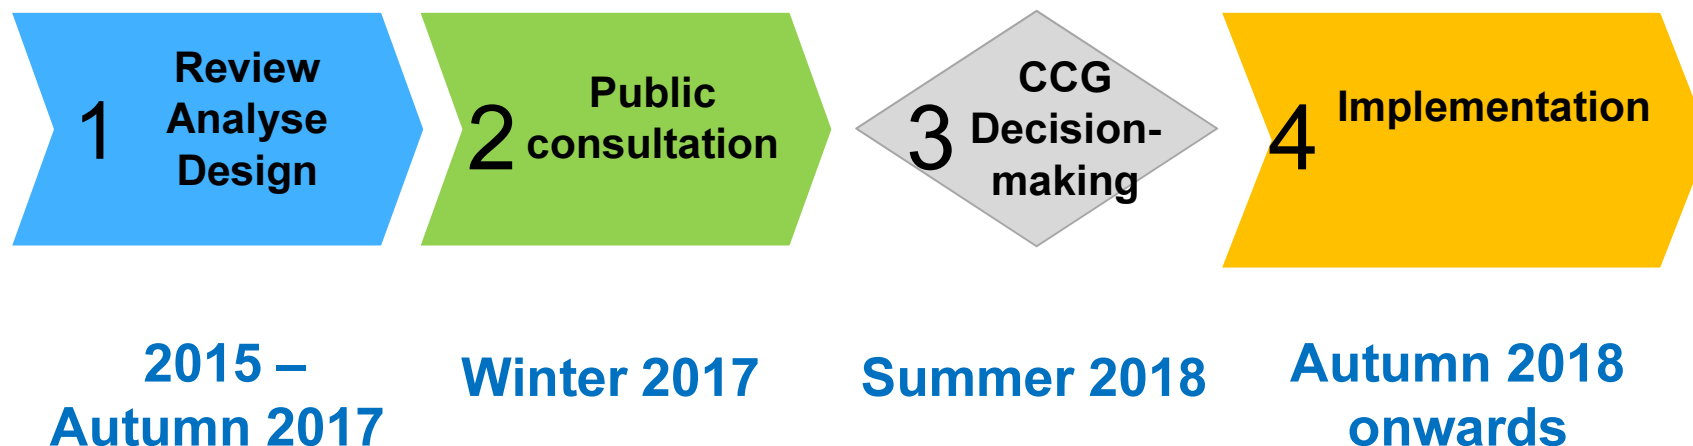 1
Review
Analyse
Design
2
Public
consultation
3
CCG
Decision-
making
4
Implementation
2015 –
Autumn 2017
Winter 2017
Summer 2018
Autumn 2018
onwards